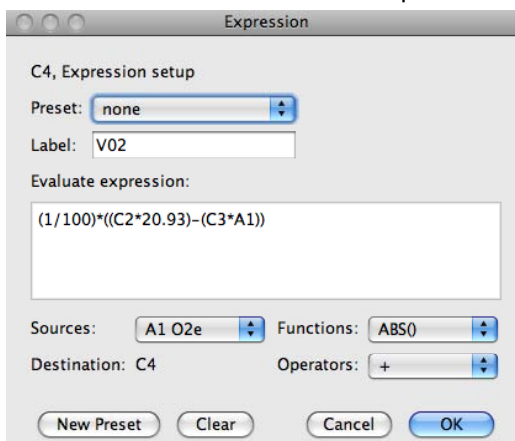 Expression
C4, Expression setup
Preset: none
Label: V02
Evaluate expression:
(1/100)*((C2*20.93)-(C3*A1))
Sources: A1 O2e Functions: ABS()
Destination: C4 Operators: +
New Preset Clear Cancel OK